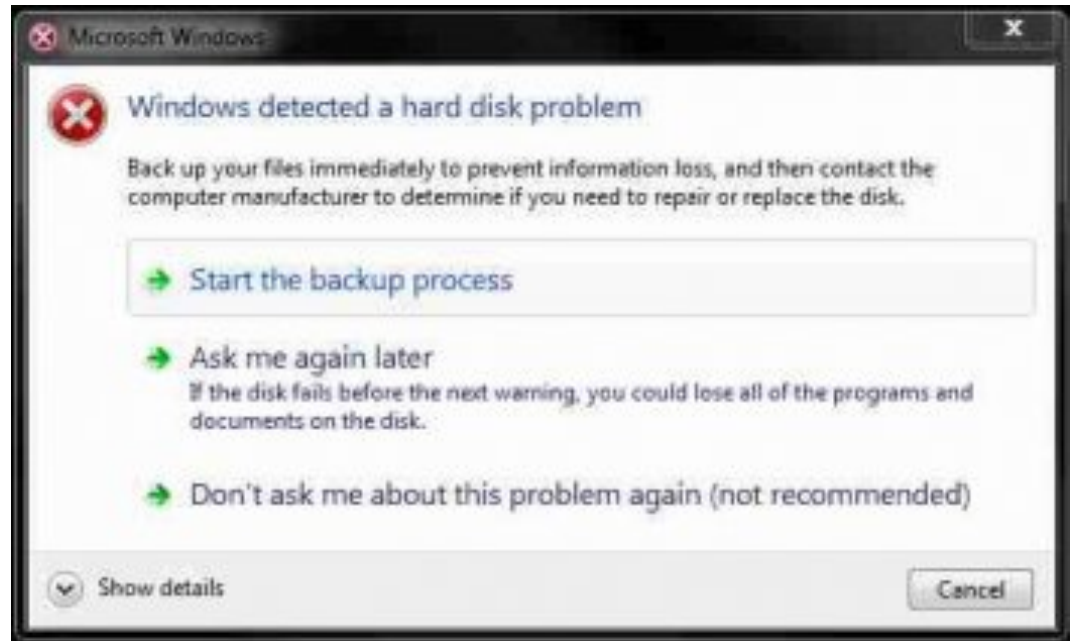 Microsoft Windows
Windows detected a hard disk problem
Back up your files immediately to prevent information loss, and then contact the
computer manufacturer to determine if you need to repair or replace the disk.
Start the backup process
Ask me again later
If the disk fails before the next warning, you could lose all of the programs and
documents on the disk.
Don't ask me about this problem again (not recommended)
Show details
Cancel